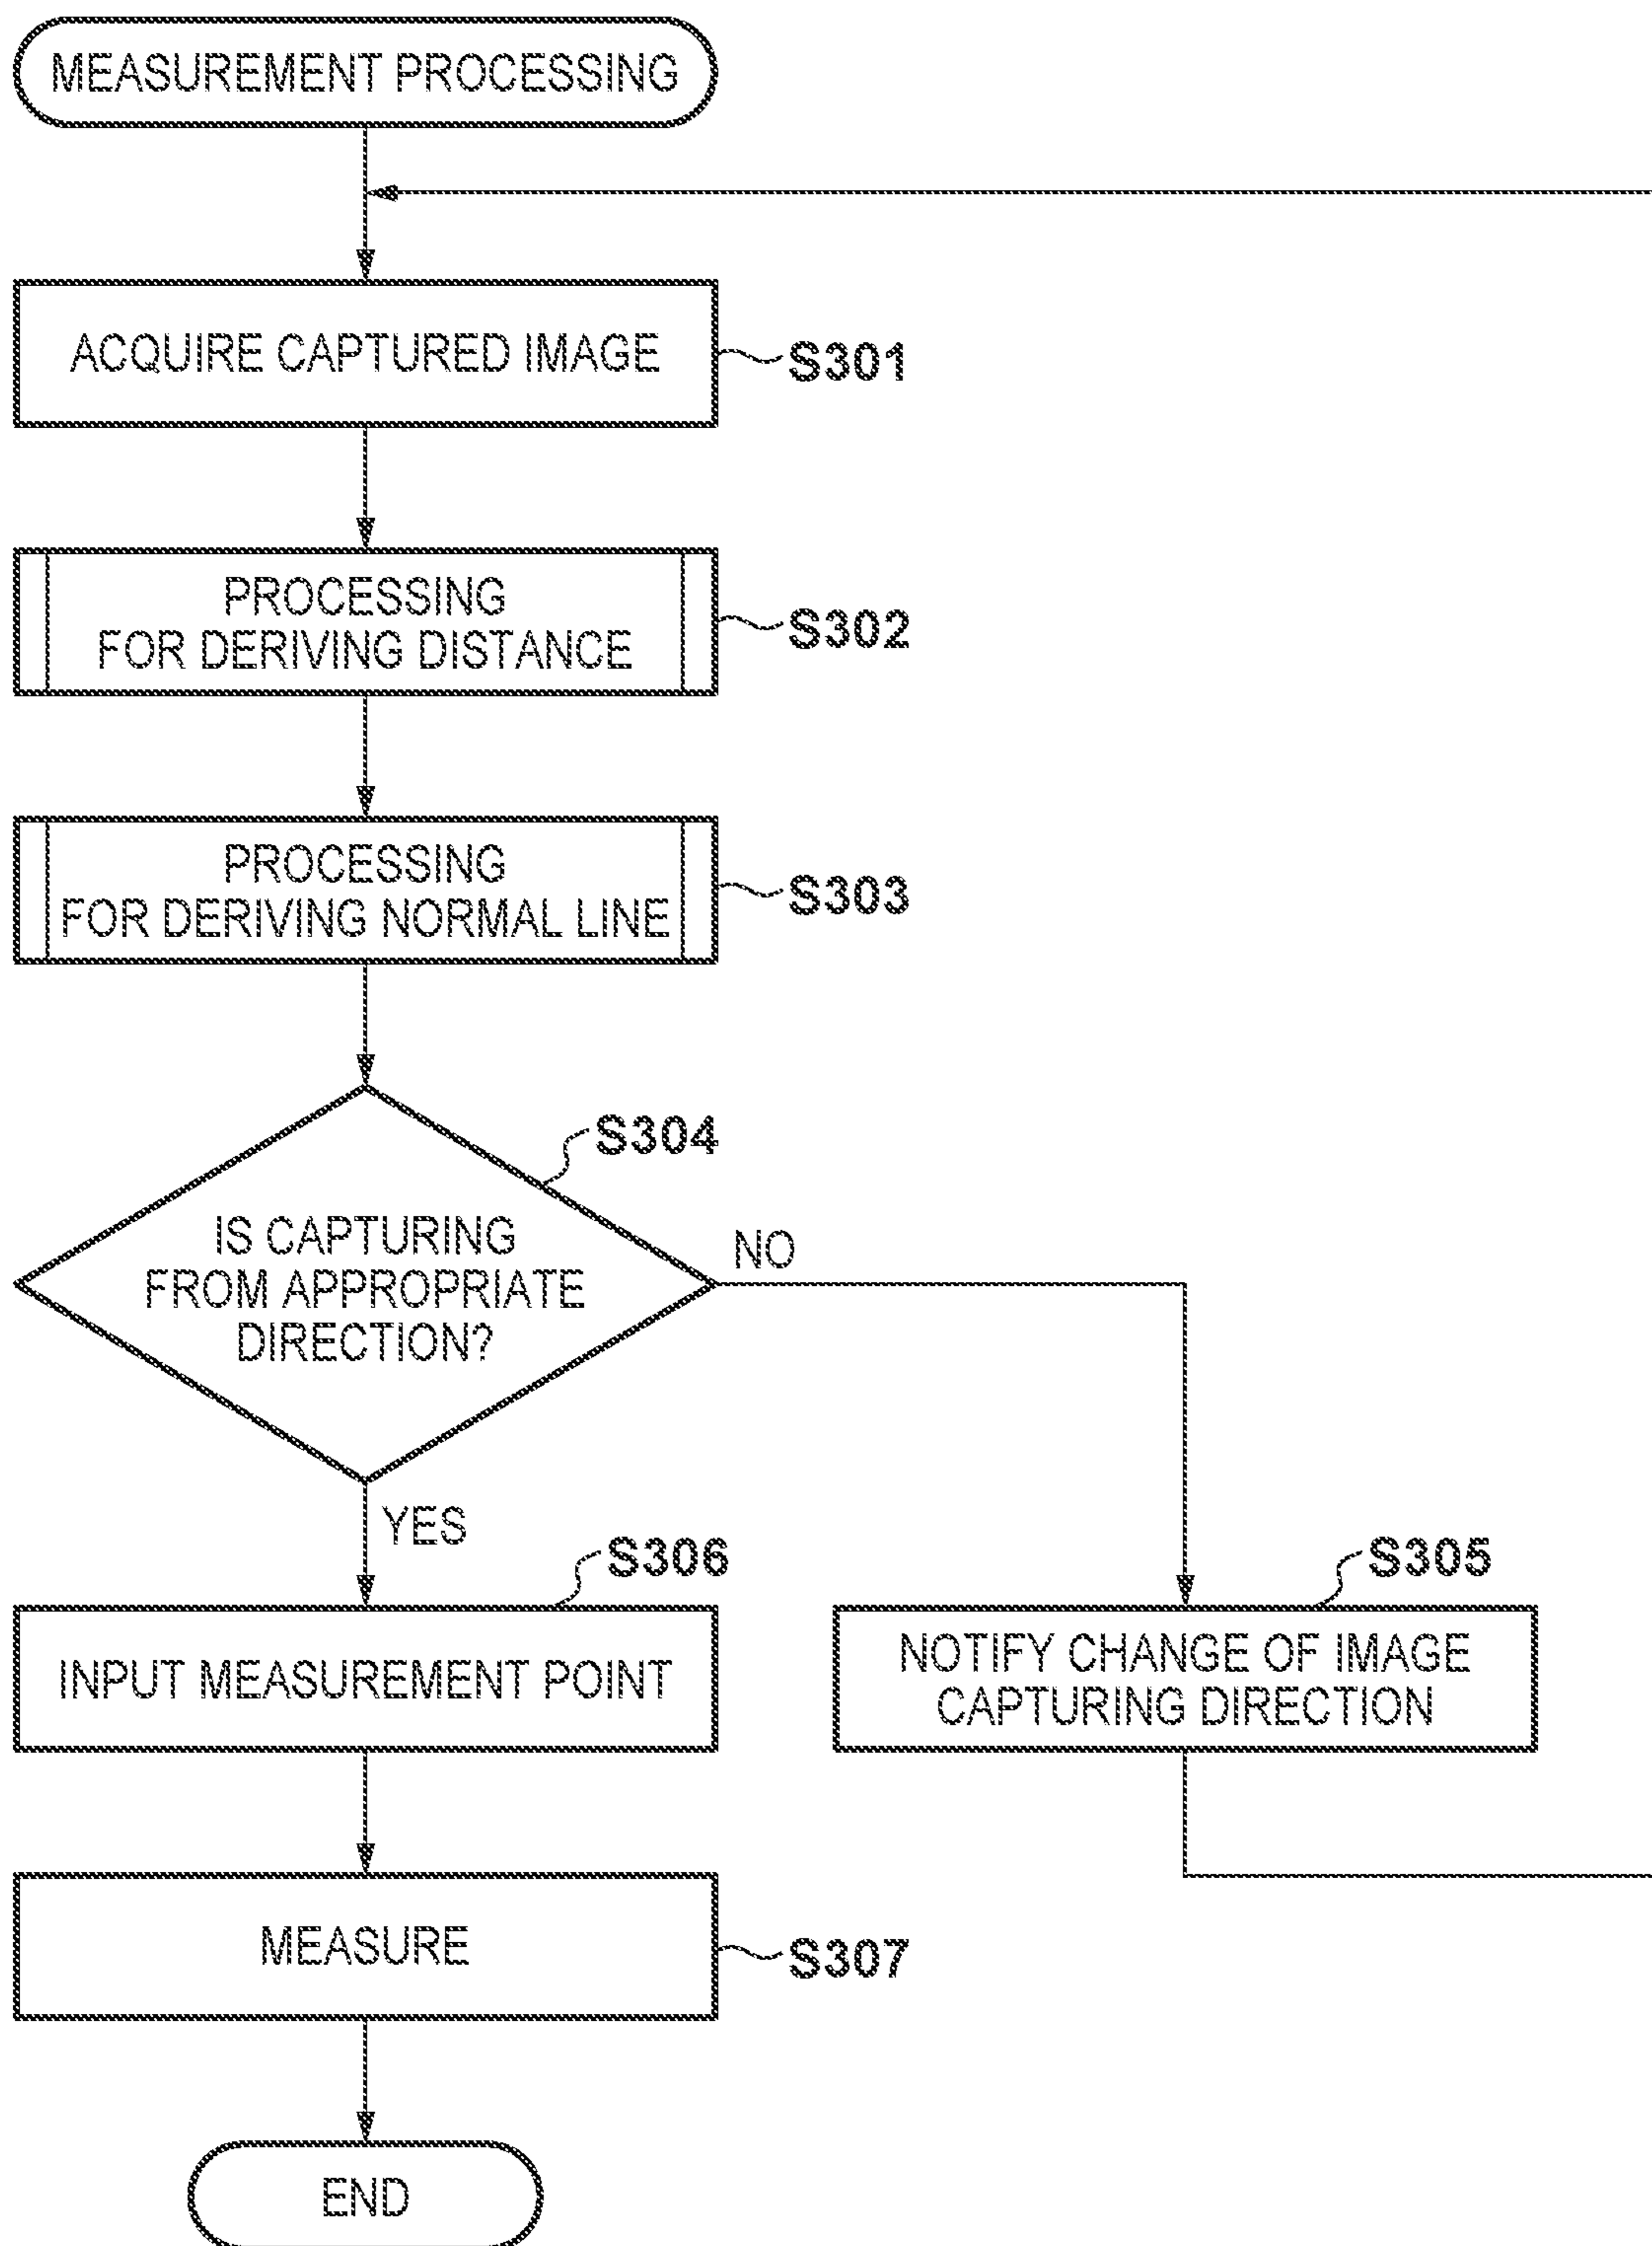 MEASUREMENT PROCESSING
ACQUIRE CAPTURED IMAGE
S301
PROCESSING
FOR DERIVING DISTANCE
S302
PROCESSING
FOR DERIVING NORMAL LINE
S303
S304
IS CAPTURING
FROM APPROPRIATE
DIRECTION?
NO
YES
S306
INPUT MEASUREMENT POINT
S305
NOTIFY CHANGE OF IMAGE
CAPTURING DIRECTION
MEASURE
S307
END